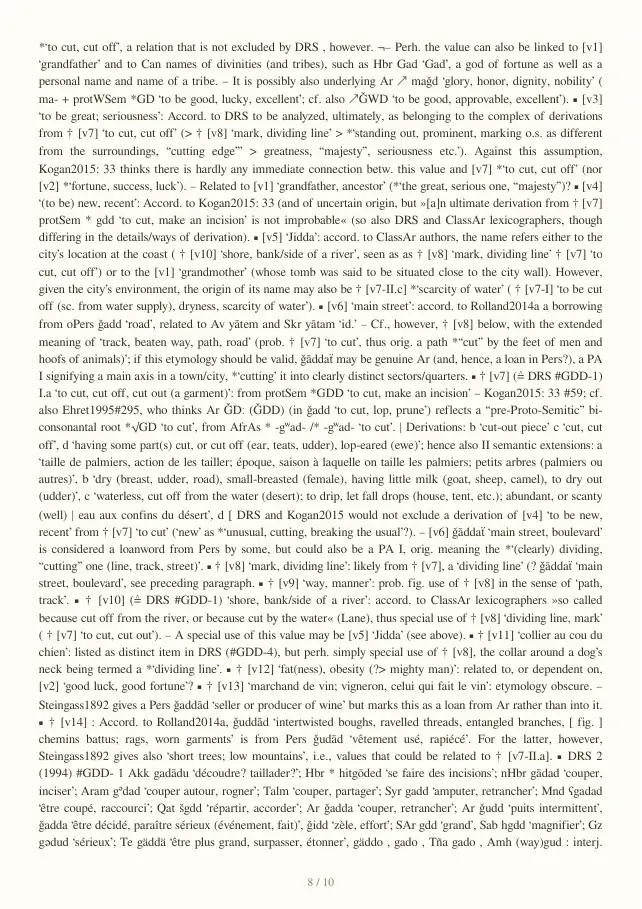 *‘to cut, cut off’, a relation that is not excluded by DRS , however. ¬– Perh. the value can also be linked to [v1]
‘grandfather’ and to Can names of divinities (and tribes), such as Hbr Gad ‘Gad’, a god of fortune as well as a
personal name and name of a tribe. – It is possibly also underlying Ar ↗ maǧd ‘glory, honor, dignity, nobility’ (
ma- + protWSem *GD ‘to be good, lucky, excellent’; cf. also ↗ǦWD ‘to be good, approvable, excellent’). ▪ [v3]
‘to be great; seriousness’: Accord. to DRS to be analyzed, ultimately, as belonging to the complex of derivations
from † [v7] ‘to cut, cut off’ (> † [v8] ‘mark, dividing line’ > *‘standing out, prominent, marking o.s. as different
from the surroundings, “cutting edge”’ > greatness, “majesty”, seriousness etc.’). Against this assumption,
Kogan2015: 33 thinks there is hardly any immediate connection betw. this value and [v7] *‘to cut, cut off’ (nor
[v2] *‘fortune, success, luck’). – Related to [v1] ‘grandfather, ancestor’ (*‘the great, serious one, “majesty”)? ▪ [v4]
‘(to be) new, recent’: Accord. to Kogan2015: 33 (and of uncertain origin, but »[a]n ultimate derivation from † [v7]
protSem * gdd ‘to cut, make an incision’ is not improbable« (so also DRS and ClassAr lexicographers, though
differing in the details/ways of derivation). ▪ [v5] ‘Jidda’: accord. to ClassAr authors, the name refers either to the
city’s location at the coast ( † [v10] ‘shore, bank/side of a river’, seen as as † [v8] ‘mark, dividing line’ † [v7] ‘to
cut, cut off’) or to the [v1] ‘grandmother’ (whose tomb was said to be situated close to the city wall). However,
given the city’s environment, the origin of its name may also be † [v7-II.c] *‘scarcity of water’ ( † [v7-I] ‘to be cut
off (sc. from water supply), dryness, scarcity of water’). ▪ [v6] ‘main street’: accord. to Rolland2014a a borrowing
from oPers ǧadd ‘road’, related to Av yātem and Skr yātam ‘id.’ – Cf., however, † [v8] below, with the extended
meaning of ‘track, beaten way, path, road’ (prob. † [v7] ‘to cut’, thus orig. a path *“cut” by the feet of men and
hoofs of animals)’; if this etymology should be valid, ǧāddaẗ may be genuine Ar (and, hence, a loan in Pers?), a PA
I signifying a main axis in a town/city, *‘cutting’ it into clearly distinct sectors/quarters. ▪ † [v7] (≙ DRS #GDD-1)
I.a ‘to cut, cut off, cut out (a garment)’: from protSem *GDD ‘to cut, make an incision’ – Kogan2015: 33 #59; cf.
also Ehret1995#295, who thinks Ar ǦD: (ǦDD) (in ǧadd ‘to cut, lop, prune’) reflects a “pre-Proto-Semitic” bi-
consonantal root *√GD ‘to cut’, from AfrAs * -gʷad- /* -gʷad- ‘to cut’. | Derivations: b ‘cut-out piece’ c ‘cut, cut
off’, d ‘having some part(s) cut, or cut off (ear, teats, udder), lop-eared (ewe)’; hence also II semantic extensions: a
‘taille de palmiers, action de les tailler; époque, saison à laquelle on taille les palmiers; petits arbres (palmiers ou
autres)’, b ‘dry (breast, udder, road), small-breasted (female), having little milk (goat, sheep, camel), to dry out
(udder)’, c ‘waterless, cut off from the water (desert); to drip, let fall drops (house, tent, etc.); abundant, or scanty
(well) | eau aux confins du désert’, d [ DRS and Kogan2015 would not exclude a derivation of [v4] ‘to be new,
recent’ from † [v7] ‘to cut’ (‘new’ as *‘unusual, cutting, breaking the usual’?). – [v6] ǧāddaẗ ‘main street, boulevard’
is considered a loanword from Pers by some, but could also be a PA I, orig. meaning the *‘(clearly) dividing,
“cutting” one (line, track, street)’. ▪ † [v8] ‘mark, dividing line’: likely from † [v7], a ‘dividing line’ (? ǧāddaẗ ‘main
street, boulevard’, see preceding paragraph. ▪ † [v9] ‘way, manner’: prob. fig. use of † [v8] in the sense of ‘path,
track’. ▪ † [v10] (≙ DRS #GDD-1) ‘shore, bank/side of a river’: accord. to ClassAr lexicographers »so called
because cut off from the river, or because cut by the water« (Lane), thus special use of † [v8] ‘dividing line, mark’
( † [v7] ‘to cut, cut out’). – A special use of this value may be [v5] ‘Jidda’ (see above). ▪ † [v11] ‘collier au cou du
chien’: listed as distinct item in DRS (#GDD-4), but perh. simply special use of † [v8], the collar around a dog’s
neck being termed a *‘dividing line’. ▪ † [v12] ‘fat(ness), obesity (?> mighty man)’: related to, or dependent on,
[v2] ‘good luck, good fortune’? ▪ † [v13] ‘marchand de vin; vigneron, celui qui fait le vin’: etymology obscure. –
Steingass1892 gives a Pers ǧaddād ‘seller or producer of wine’ but marks this as a loan from Ar rather than into it.
▪ † [v14] : Accord. to Rolland2014a, ǧuddād ‘intertwisted boughs, ravelled threads, entangled branches, [ fig. ]
chemins battus; rags, worn garments’ is from Pers ǧudād ‘vêtement usé, rapiécé’. For the latter, however,
Steingass1892 gives also ‘short trees; low mountains’, i.e., values that could be related to † [v7-II.a]. ▪ DRS 2
(1994) #GDD- 1 Akk gadādu ‘découdre? taillader?’; Hbr * hitgōded ‘se faire des incisions’; nHbr gādad ‘couper,
inciser’; Aram gᵊdad ‘couper autour, rogner’; Talm ‘couper, partager’; Syr gadd ‘amputer, retrancher’; Mnd ʕgadad
‘être coupé, raccourci’; Qat šgdd ‘répartir, accorder’; Ar ǧadda ‘couper, retrancher’; Ar ǧudd ‘puits intermittent’,
ǧadda ‘être décidé, paraître sérieux (événement, fait)’, ǧidd ‘zèle, effort’; SAr gdd ‘grand’, Sab hgdd ‘magnifier’; Gz
gədud ‘sérieux’; Te gäddä ‘être plus grand, surpasser, étonner’, gäddo , gado , Tña gado , Amh (way)gud : interj.
8 / 10